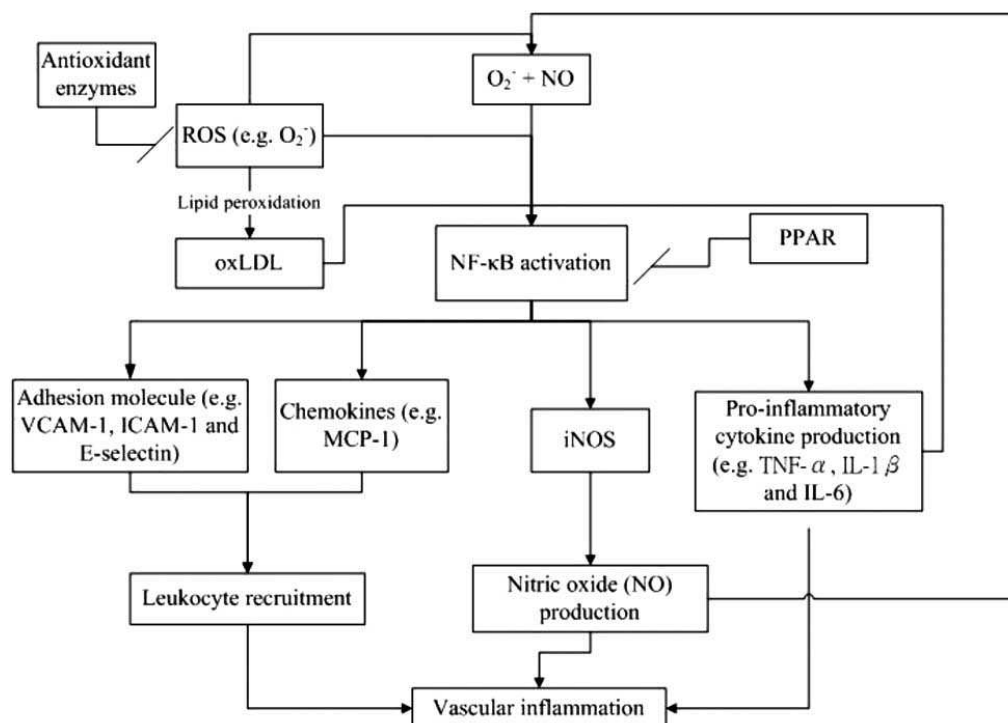 Antioxidant
enzymes
O₂⁻ + NO
ROS (e.g. O₂⁻)
Lipid peroxidation
oxLDL
NF-κB activation
PPAR
Adhesion molecule (e.g.
VCAM-1, ICAM-1 and
E-selectin)
Chemokines (e.g.
MCP-1)
iNOS
Pro-inflammatory
cytokine production
(e.g. TNF-α, IL-1β
and IL-6)
Leukocyte recruitment
Nitric oxide (NO)
production
Vascular inflammation